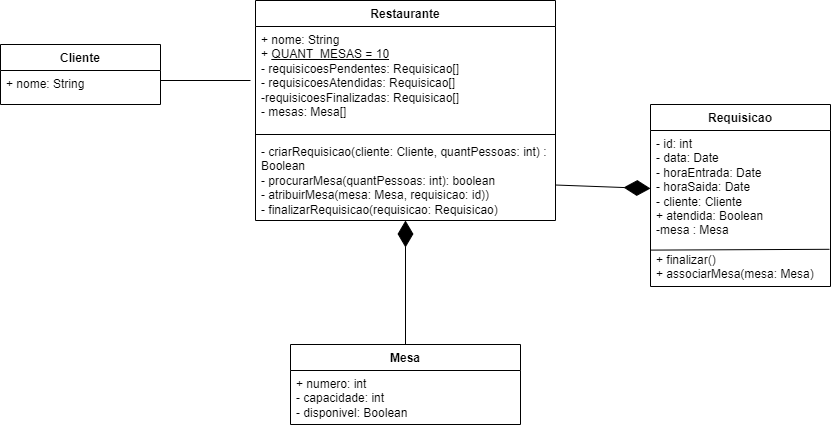 Cliente
+ nome: String
Restaurante
+ nome: String
+ QUANT_MESAS = 10
- requisicoesPendentes: Requisicao[]
- requisicoesAtendidas: Requisicao[]
-requisicoesFinalizadas: Requisicao[]
- mesas: Mesa[]
- criarRequisicao(cliente: Cliente, quantPessoas: int) :
Boolean
- procurarMesa(quantPessoas: int): boolean
- atribuirMesa(mesa: Mesa, requisicao: id))
- finalizarRequisicao(requisicao: Requisicao)
Requisicao
- id: int
- data: Date
- horaEntrada: Date
- horaSaida: Date
- cliente: Cliente
+ atendida: Boolean
-mesa : Mesa
+ finalizar()
+ associarMesa(mesa: Mesa)
Mesa
+ numero: int
- capacidade: int
- disponivel: Boolean